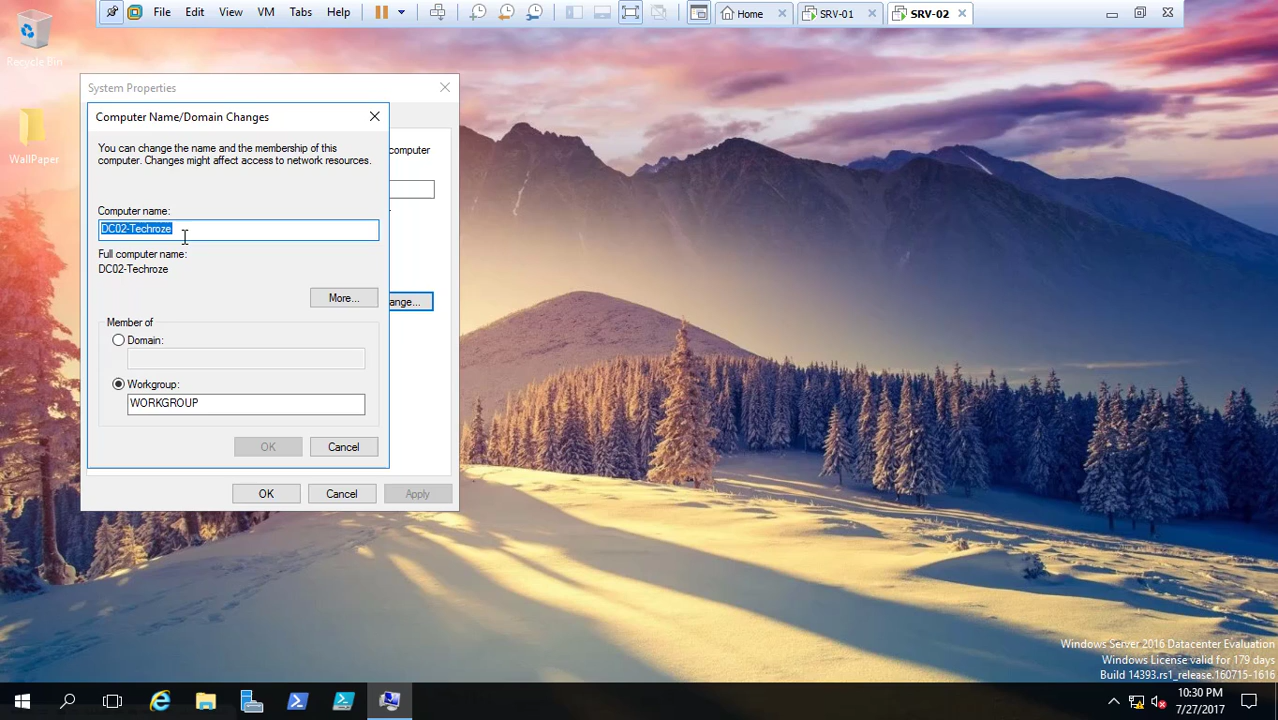 File Edit View VM Tabs Help
Home SRV-01 SRV-02
Recycle Bin
WallPaper
System Properties
Computer Name/Domain Changes
You can change the name and the membership of this
computer. Changes might affect access to network resources.
computer
Computer name:
DC02-Techroze
Full computer name:
DC02-Techroze
More...
ange...
Member of
Domain:
Workgroup:
WORKGROUP
OK Cancel
OK Cancel Apply
Windows Server 2016 Datacenter Evaluation
Windows License valid for 179 days
Build 14393.rs1_release.160715-1616
10:30 PM
7/27/2017